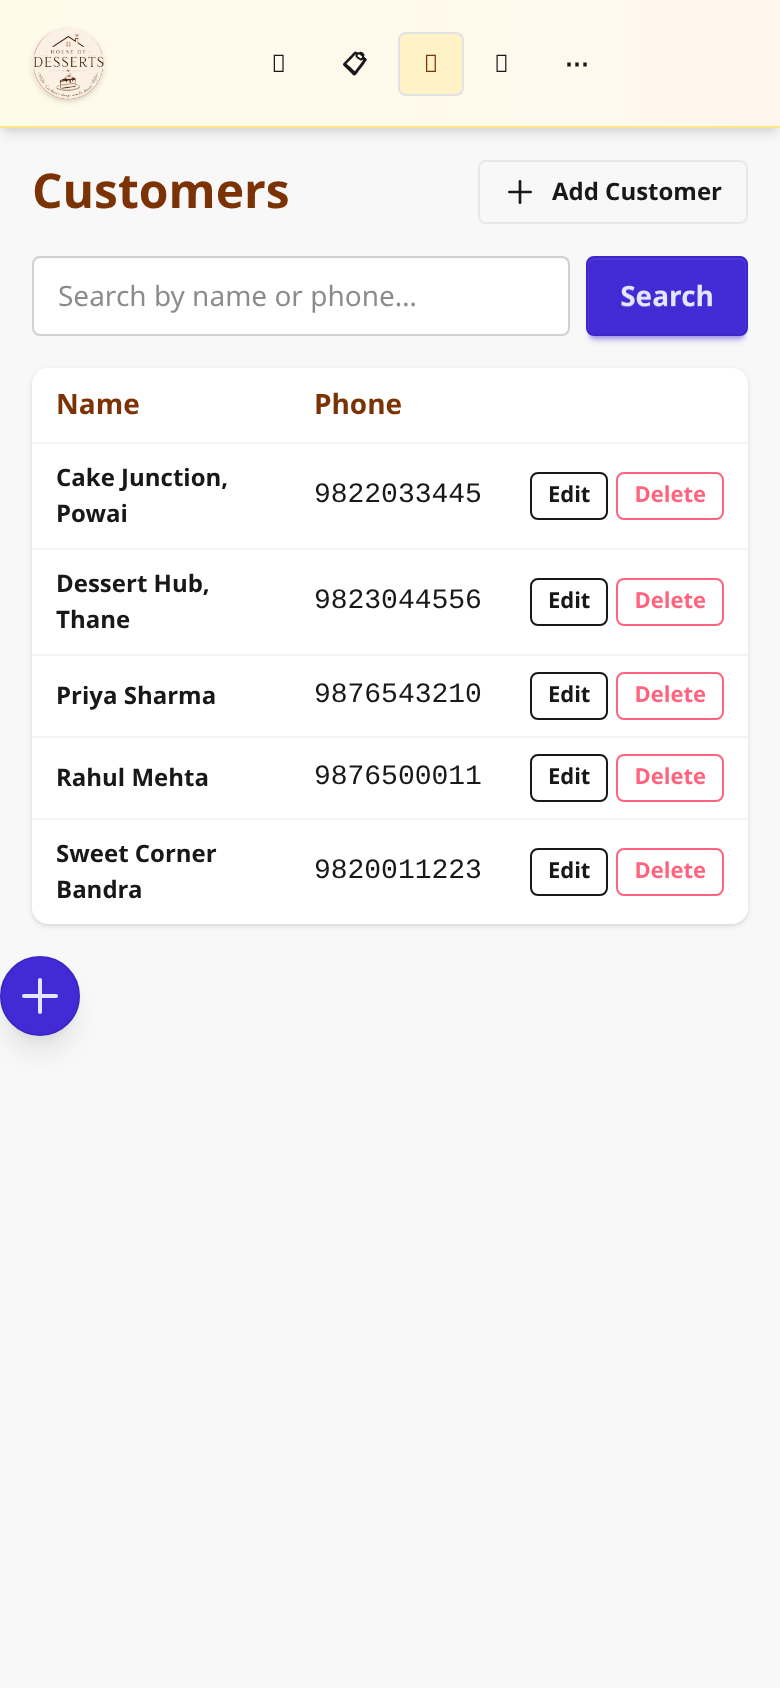 HOUSE OF
DESSERTS
...
Customers
Add Customer
Search by name or phone...
Search
Name Phone
Cake Junction,
Powai
9822033445 Edit Delete
Dessert Hub,
Thane
9823044556 Edit Delete
Priya Sharma 9876543210 Edit Delete
Rahul Mehta 9876500011 Edit Delete
Sweet Corner
Bandra
9820011223 Edit Delete